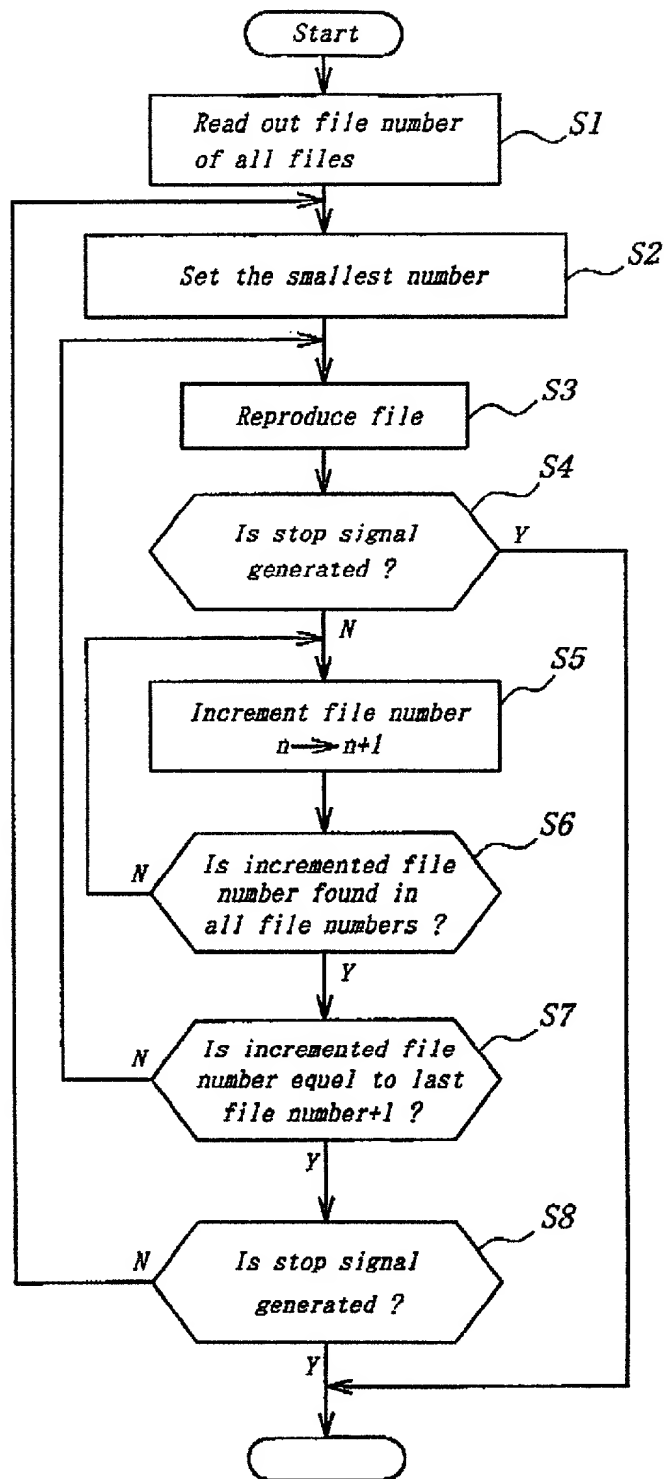 Start
Read out file number
of all files
S1
Set the smallest number
S2
Reproduce file
S3
Is stop signal
generated ?
S4
Y
N
Increment file number
n→n+1
S5
Is incremented file
number found in
all file numbers ?
S6
N
Y
Is incremented file
number equel to last
file number+1 ?
S7
N
Y
Is stop signal
generated ?
S8
N
Y